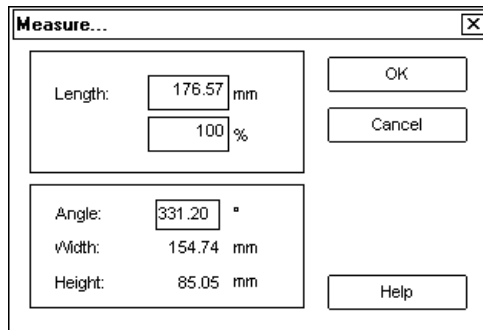 Measure...
Length: 176.57 mm
100 %
OK
Cancel
Angle: 331.20 °
Width: 154.74 mm
Height: 85.05 mm
Help